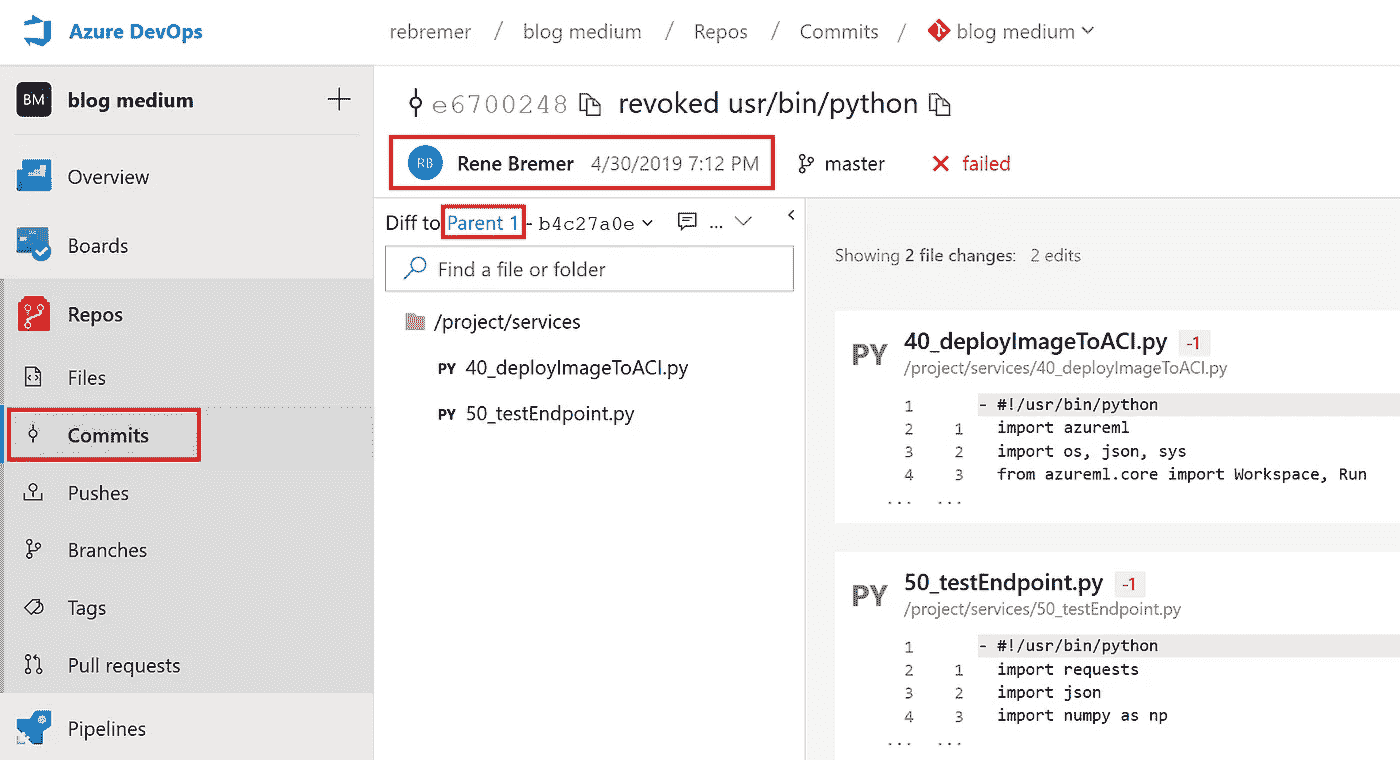 Azure DevOps
rebremer / blog medium / Repos / Commits / blog medium
BM blog medium
Overview
Boards
Repos
Files
Commits
Pushes
Branches
Tags
Pull requests
Pipelines
e6700248 revoked usr/bin/python
RB Rene Bremer 4/30/2019 7:12 PM master failed
Diff to Parent 1 - b4c27a0e ...
Find a file or folder
/project/services
PY 40_deployImageToACI.py
PY 50_testEndpoint.py
Showing 2 file changes: 2 edits
PY 40_deployImageToACI.py -1
/project/services/40_deployImageToACI.py
1 - #!/usr/bin/python
2 1 import azureml
3 2 import os, json, sys
4 3 from azureml.core import Workspace, Run
... ...
PY 50_testEndpoint.py -1
/project/services/50_testEndpoint.py
1 - #!/usr/bin/python
2 1 import requests
3 2 import json
4 3 import numpy as np
... ...